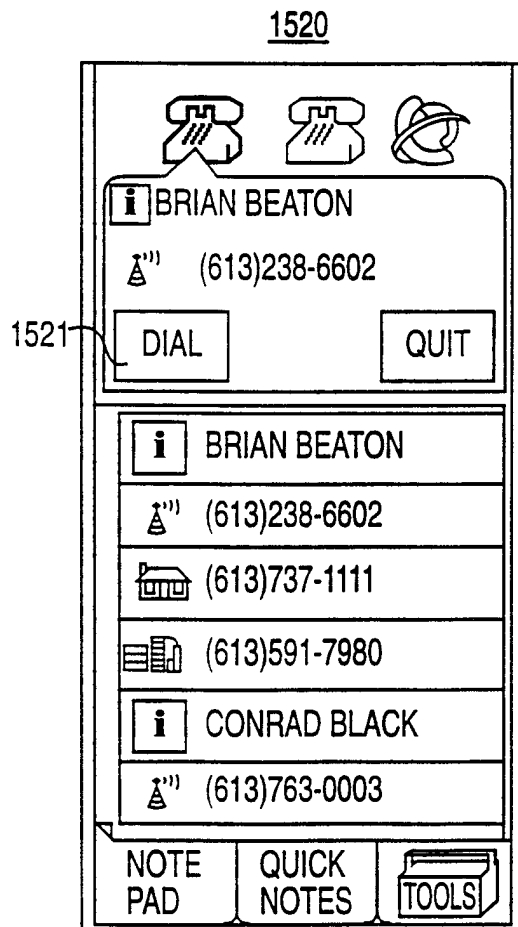 1520
i BRIAN BEATON
(613)238-6602
1521
DIAL QUIT
i BRIAN BEATON
(613)238-6602
(613)737-1111
(613)591-7980
i CONRAD BLACK
(613)763-0003
NOTE PAD
QUICK NOTES
TOOLS